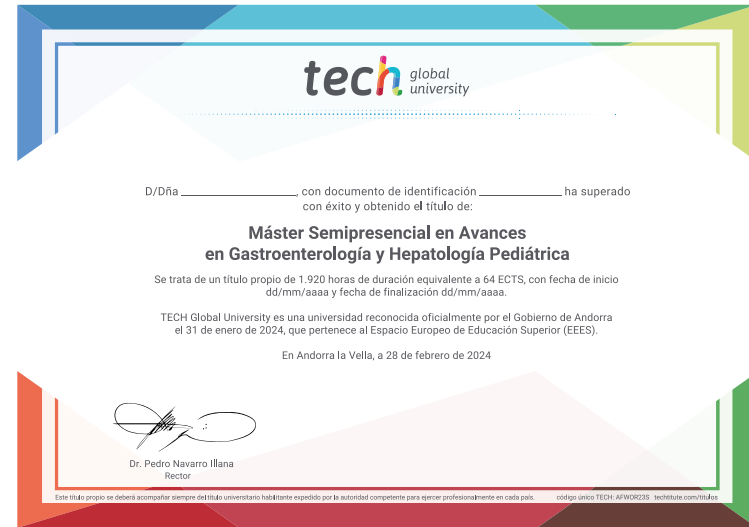 tech global university
D/Dña ____________________, con documento de identificación ______________ ha superado
con éxito y obtenido el título de:
Máster Semipresencial en Avances
en Gastroenterología y Hepatología Pediátrica
Se trata de un título propio de 1.920 horas de duración equivalente a 64 ECTS, con fecha de inicio
dd/mm/aaaa y fecha de finalización dd/mm/aaaa.
TECH Global University es una universidad reconocida oficialmente por el Gobierno de Andorra
el 31 de enero de 2024, que pertenece al Espacio Europeo de Educación Superior (EEES).
En Andorra la Vella, a 28 de febrero de 2024
Dr. Pedro Navarro Illana
Rector
Este título propio se deberá acompañar siempre del título universitario habilitante expedido por la autoridad competente para ejercer profesionalmente en cada país. código único TECH: AFWOR23S techtitute.com/titulos